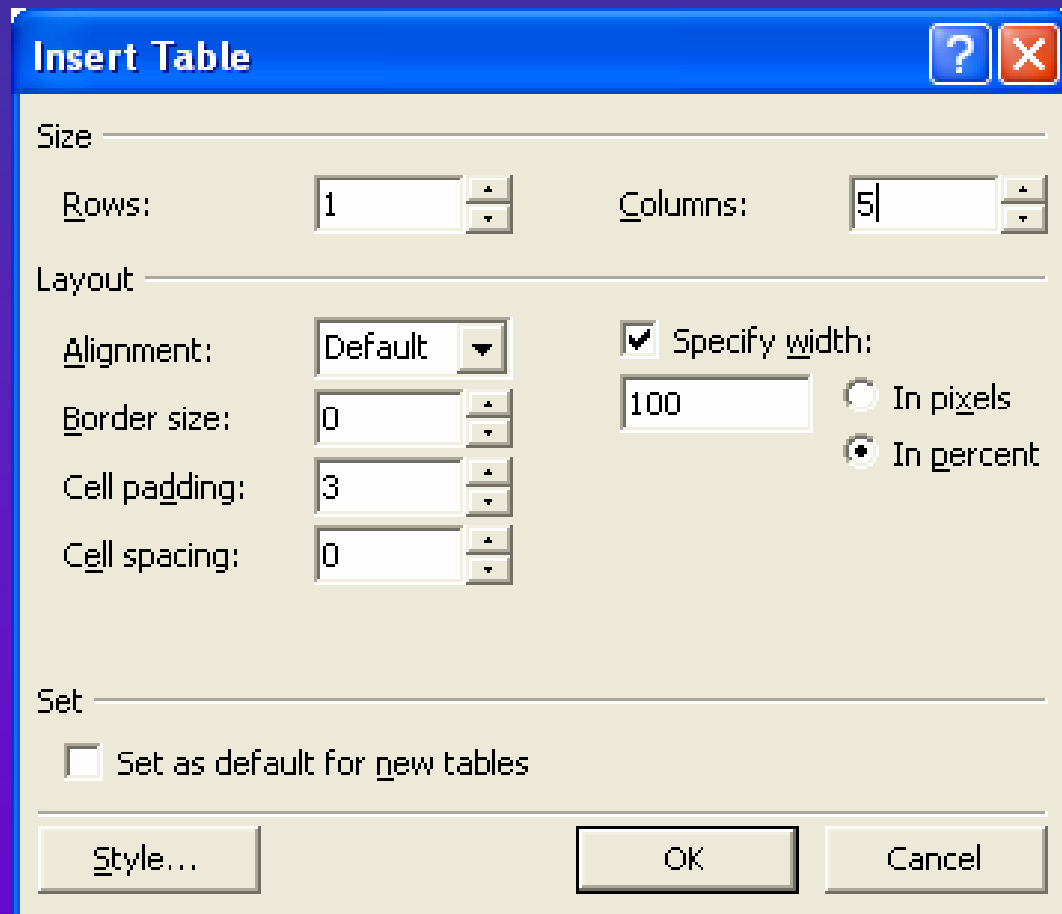 Insert Table
Size
Rows: 1 Columns: 5
Layout
Alignment: Default Specify width:
Border size: 0 100 In pixels
In percent
Cell padding: 3
Cell spacing: 0
Set
Set as default for new tables
Style... OK Cancel